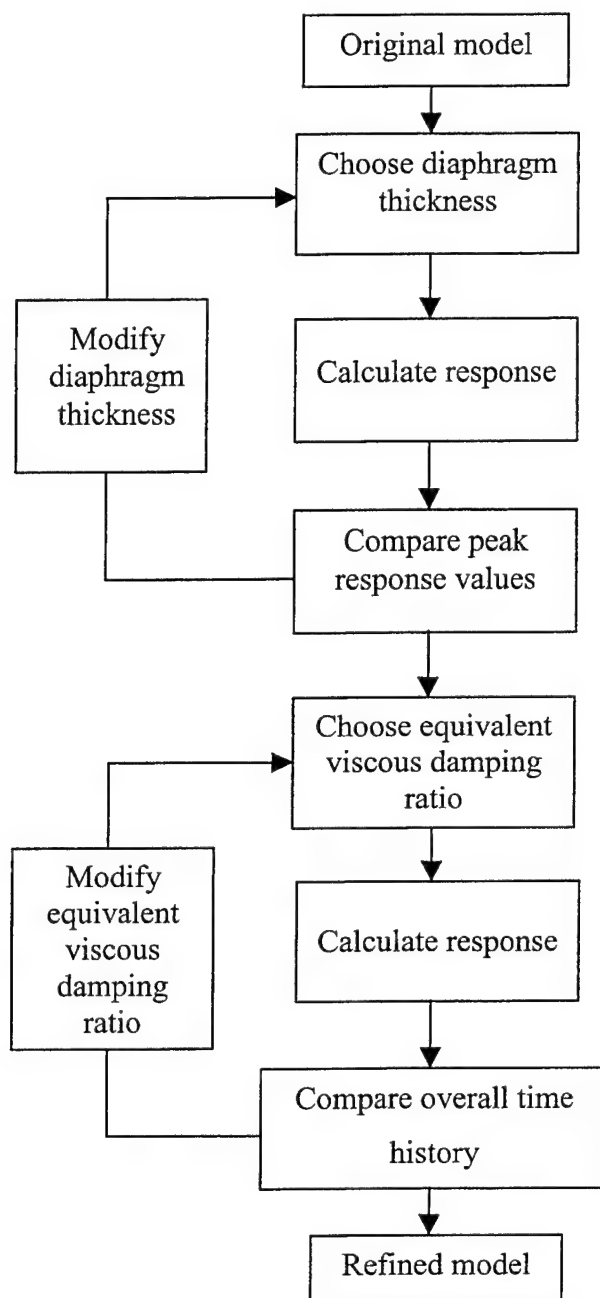 Original model
Choose diaphragm
thickness
Modify
diaphragm
thickness
Calculate response
Compare peak
response values
Choose equivalent
viscous damping
ratio
Modify
equivalent
viscous
damping
ratio
Calculate response
Compare overall time
history
Refined model